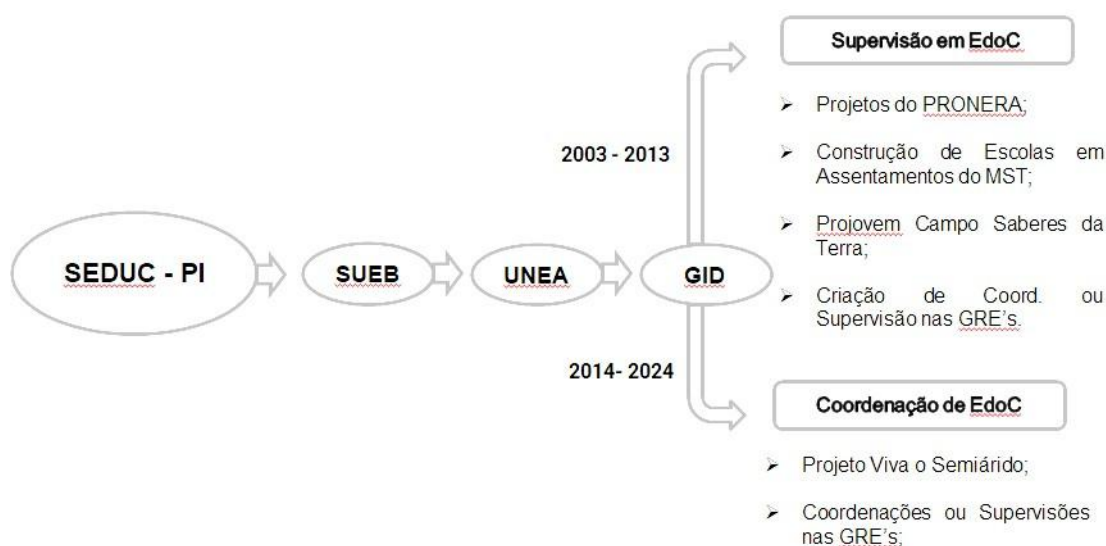 Supervisão em EdoC
➤ Projetos do PRONERA;
2003 - 2013
➤ Construção de Escolas em
Assentamentos do MST;
➤ Projovem Campo Saberes da
Terra;
SEDUC - PI
SUEB
UNEA
GID
➤ Criação de Coord. ou
Supervisão nas GRE's.
2014- 2024
Coordenação de EdoC
➤ Projeto Viva o Semiárido;
➤ Coordenações ou Supervisões
nas GRE's;